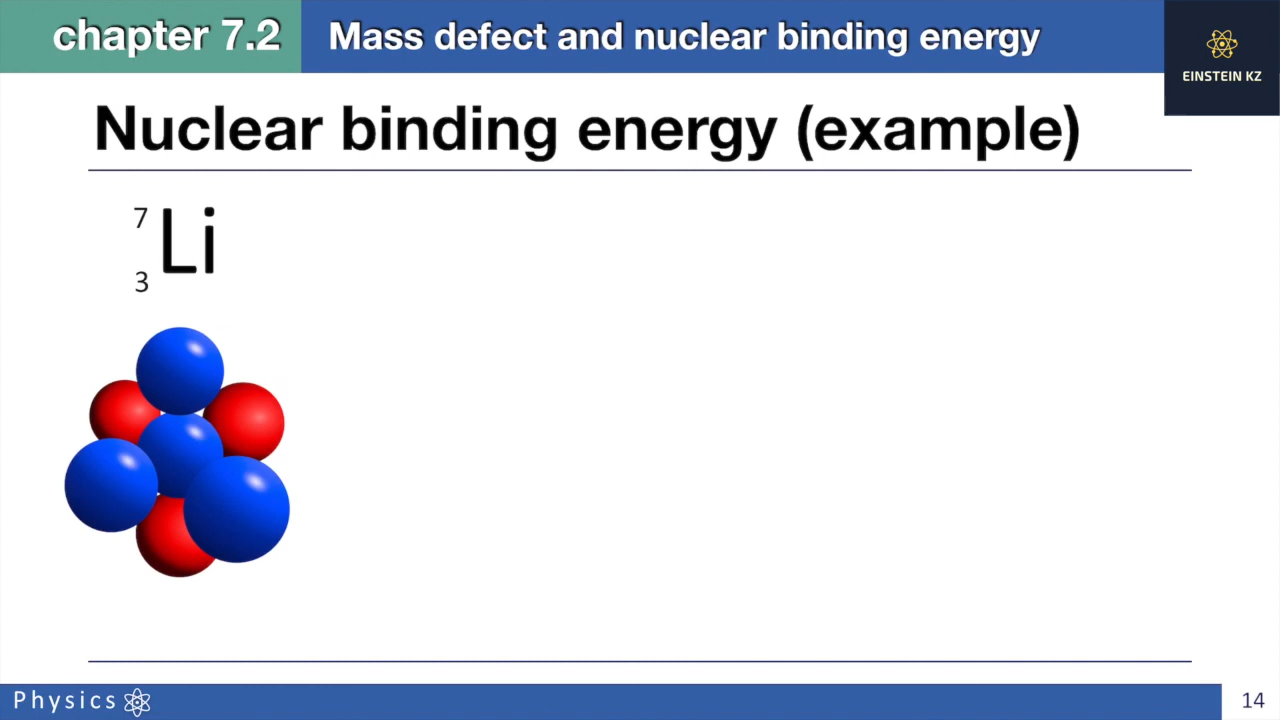 chapter 7.2
Mass defect and nuclear binding energy
EINSTEIN KZ
Nuclear binding energy (example)
7
3
Li
Physics
14